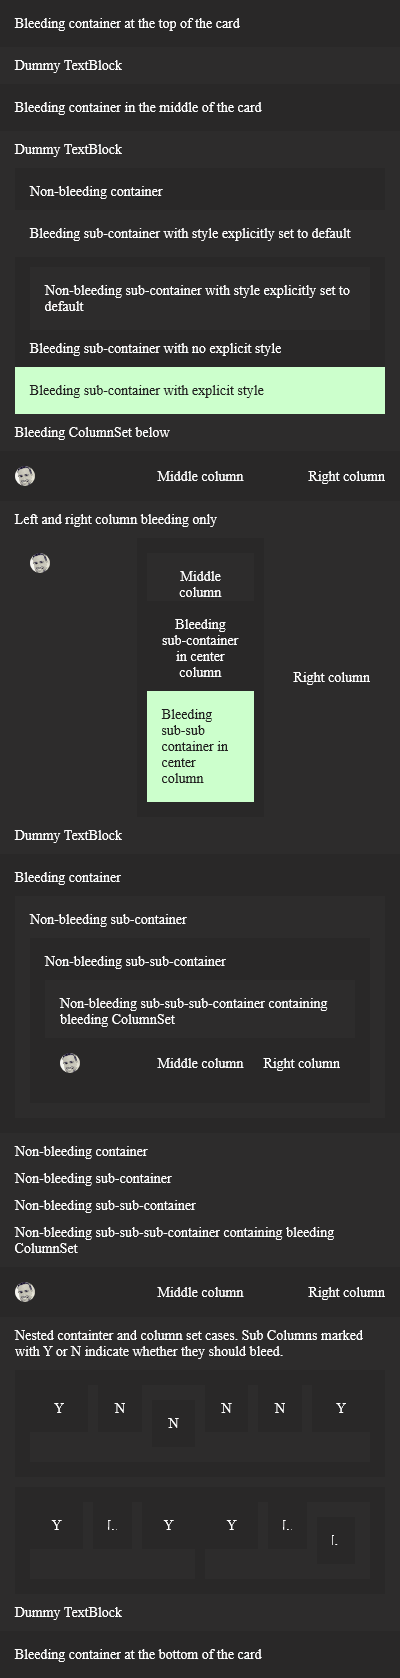 Bleeding container at the top of the card
Dummy TextBlock
Bleeding container in the middle of the card
Dummy TextBlock
Non-bleeding container
Bleeding sub-container with style explicitly set to default
Non-bleeding sub-container with style explicitly set to
default
Bleeding sub-container with no explicit style
Bleeding sub-container with explicit style
Bleeding ColumnSet below
Middle column
Right column
Left and right column bleeding only
Middle
column
Bleeding
sub-container
in center
column
Bleeding
sub-sub
container in
center
column
Right column
Dummy TextBlock
Bleeding container
Non-bleeding sub-container
Non-bleeding sub-sub-container
Non-bleeding sub-sub-sub-container containing
bleeding ColumnSet
Middle column
Right column
Non-bleeding container
Non-bleeding sub-container
Non-bleeding sub-sub-container
Non-bleeding sub-sub-sub-container containing bleeding
ColumnSet
Middle column
Right column
Nested containter and column set cases. Sub Columns marked
with Y or N indicate whether they should bleed.
Y
N
N
N
N
Y
Y
Y
Y
Dummy TextBlock
Bleeding container at the bottom of the card